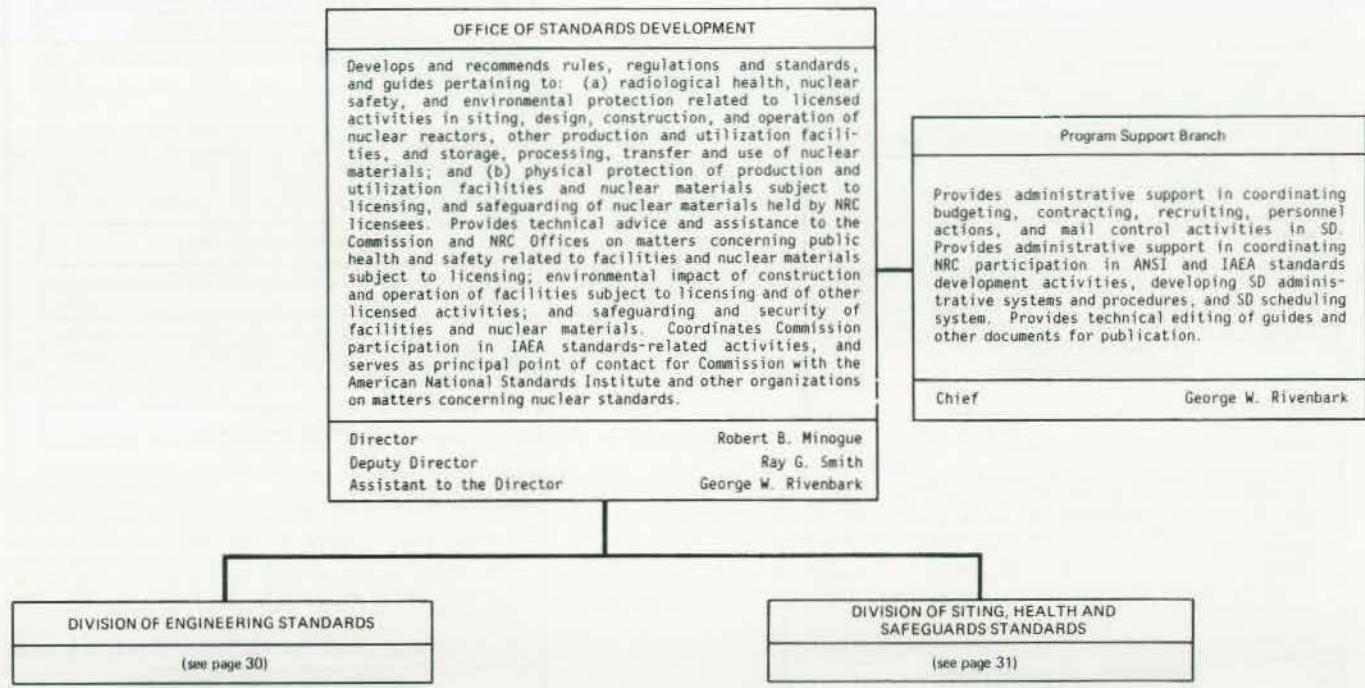 OFFICE OF STANDARDS DEVELOPMENT
Develops and recommends rules, regulations and standards,
and guides pertaining to: (a) radiological health, nuclear
safety, and environmental protection related to licensed
activities in siting, design, construction, and operation of
nuclear reactors, other production and utilization facili-
ties, and storage, processing, transfer and use of nuclear
materials; and (b) physical protection of production and
utilization facilities and nuclear materials subject to
licensing, and safeguarding of nuclear materials held by NRC
licensees. Provides technical advice and assistance to the
Commission and NRC Offices on matters concerning public
health and safety related to facilities and nuclear materials
subject to licensing; environmental impact of construction
and operation of facilities subject to licensing and of other
licensed activities; and safeguarding and security of
facilities and nuclear materials. Coordinates Commission
participation in IAEA standards-related activities, and
serves as principal point of contact for Commission with the
American National Standards Institute and other organizations
on matters concerning nuclear standards.
Director Robert B. Minogue
Deputy Director Ray G. Smith
Assistant to the Director George W. Rivenbark
Program Support Branch
Provides administrative support in coordinating
budgeting, contracting, recruiting, personnel
actions, and mail control activities in SD.
Provides administrative support in coordinating
NRC participation in ANSI and IAEA standards
development activities, developing SD adminis-
trative systems and procedures, and SD scheduling
system. Provides technical editing of guides and
other documents for publication.
Chief George W. Rivenbark
DIVISION OF ENGINEERING STANDARDS
(see page 30)
DIVISION OF SITING, HEALTH AND
SAFEGUARDS STANDARDS
(see page 31)